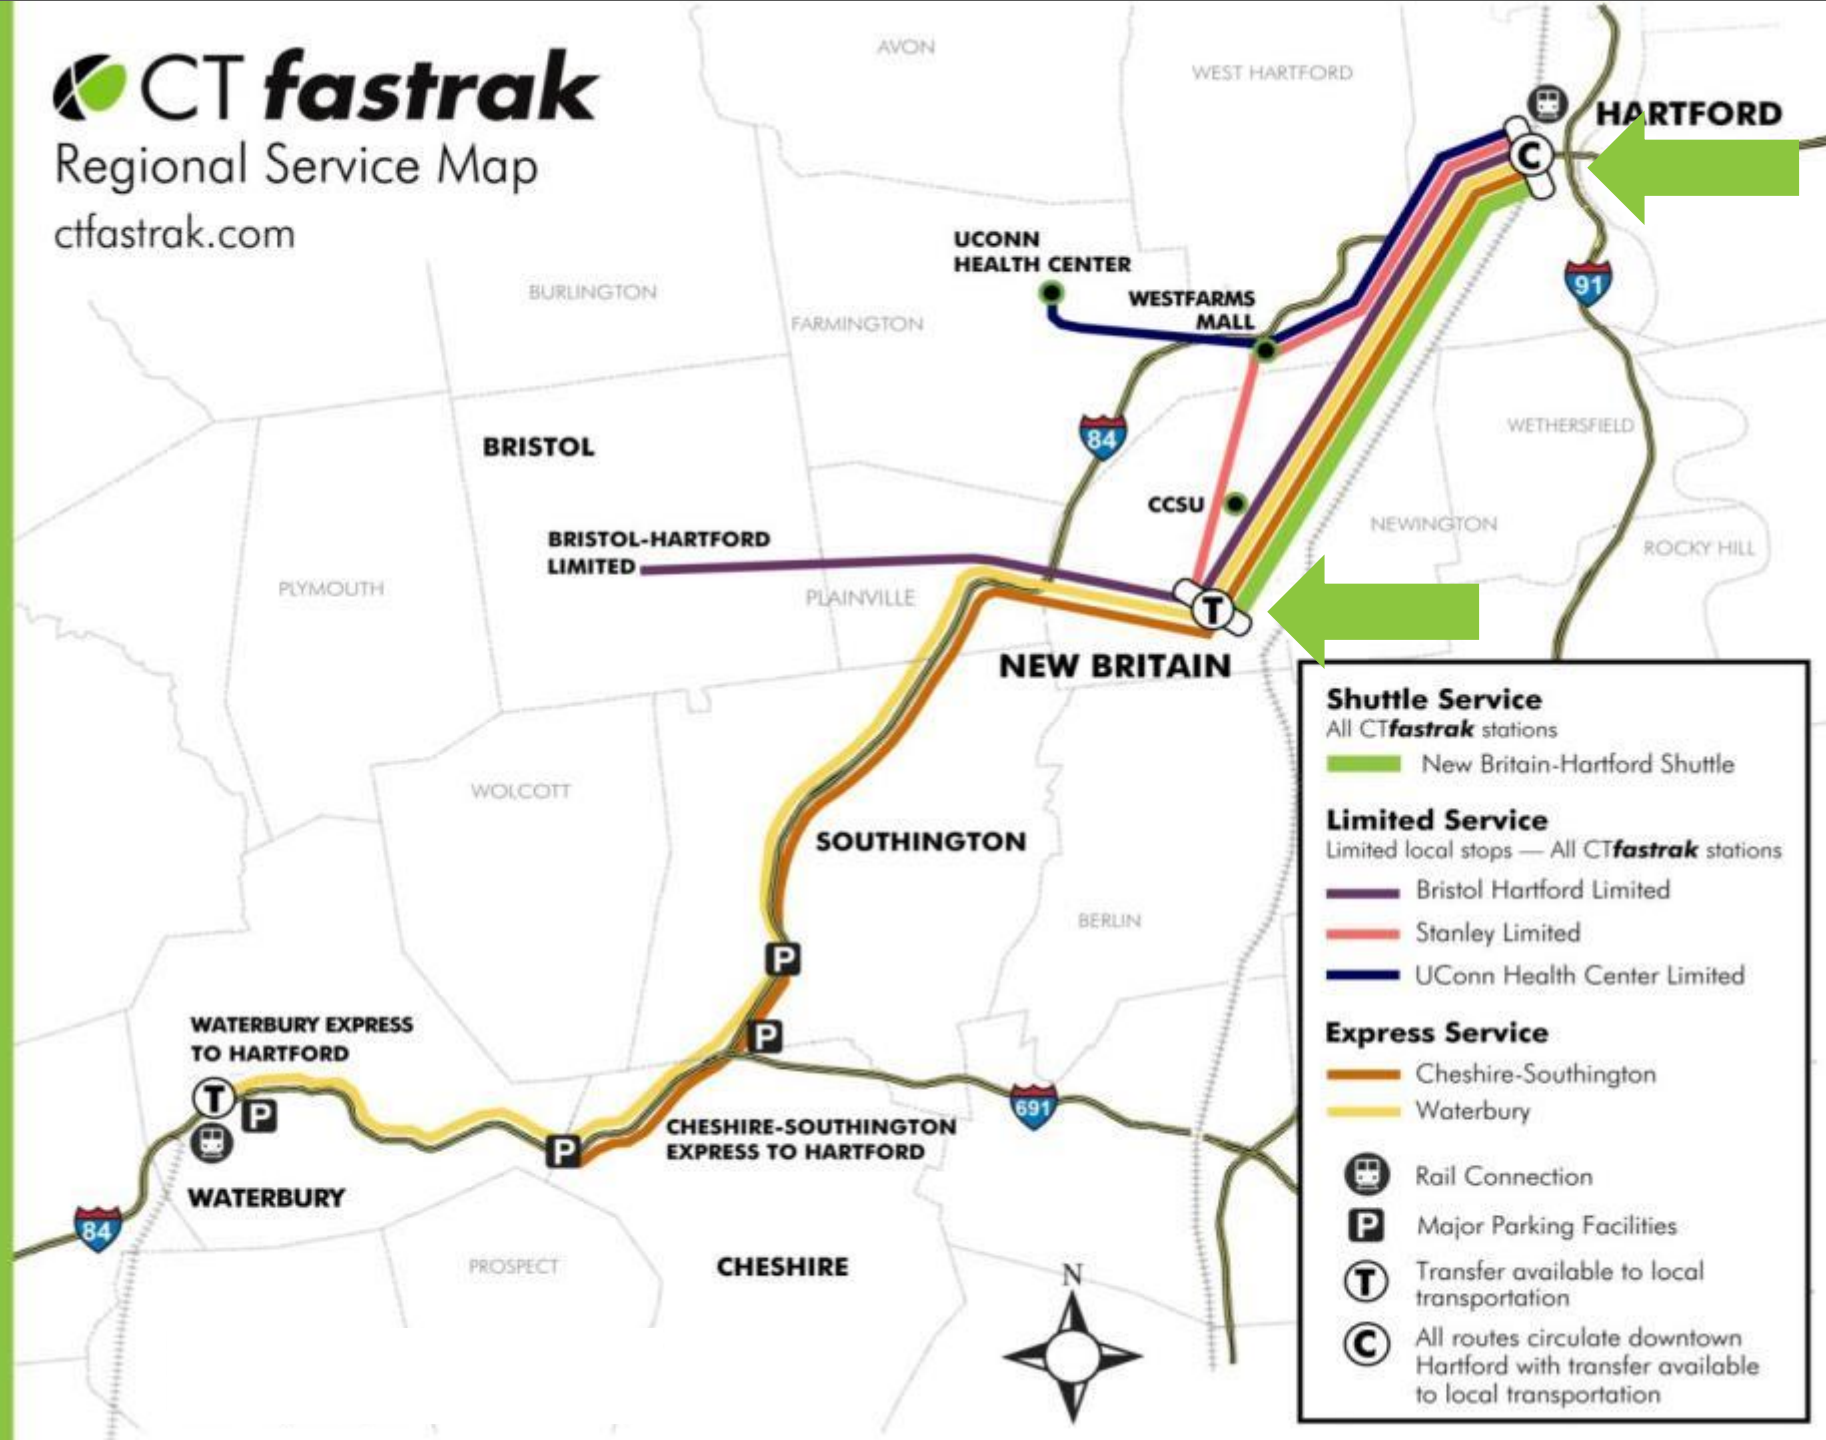 CT fastrak
Regional Service Map
ctfastrak.com
AVON
WEST HARTFORD
HARTFORD
C
UCONN
HEALTH CENTER
WESTFARMS
MALL
91
BURLINGTON
FARMINGTON
BRISTOL
84
WETHERSFIELD
CCSU
NEWINGTON
ROCKY HILL
BRISTOL-HARTFORD
LIMITED
PLYMOUTH
PLAINVILLE
T
NEW BRITAIN
WOLCOTT
SOUTHINGTON
BERLIN
P
P
WATERBURY EXPRESS
TO HARTFORD
T
P
P
691
CHESHIRE-SOUTHINGTON
EXPRESS TO HARTFORD
WATERBURY
84
PROSPECT
CHESHIRE
N
Shuttle Service
All CTfastrak stations
New Britain-Hartford Shuttle
Limited Service
Limited local stops — All CTfastrak stations
Bristol Hartford Limited
Stanley Limited
UConn Health Center Limited
Express Service
Cheshire-Southington
Waterbury
Rail Connection
P Major Parking Facilities
T Transfer available to local
transportation
C All routes circulate downtown
Hartford with transfer available
to local transportation